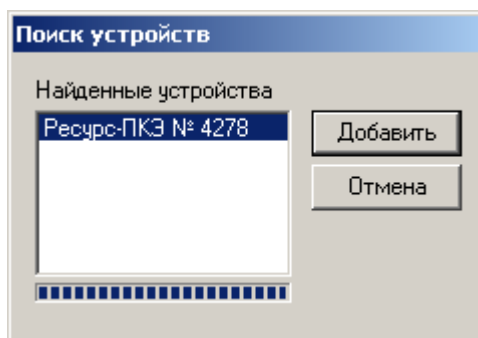 Поиск устройств
Найденные устройства
Ресурс-ПКЭ № 4278
Добавить
Отмена